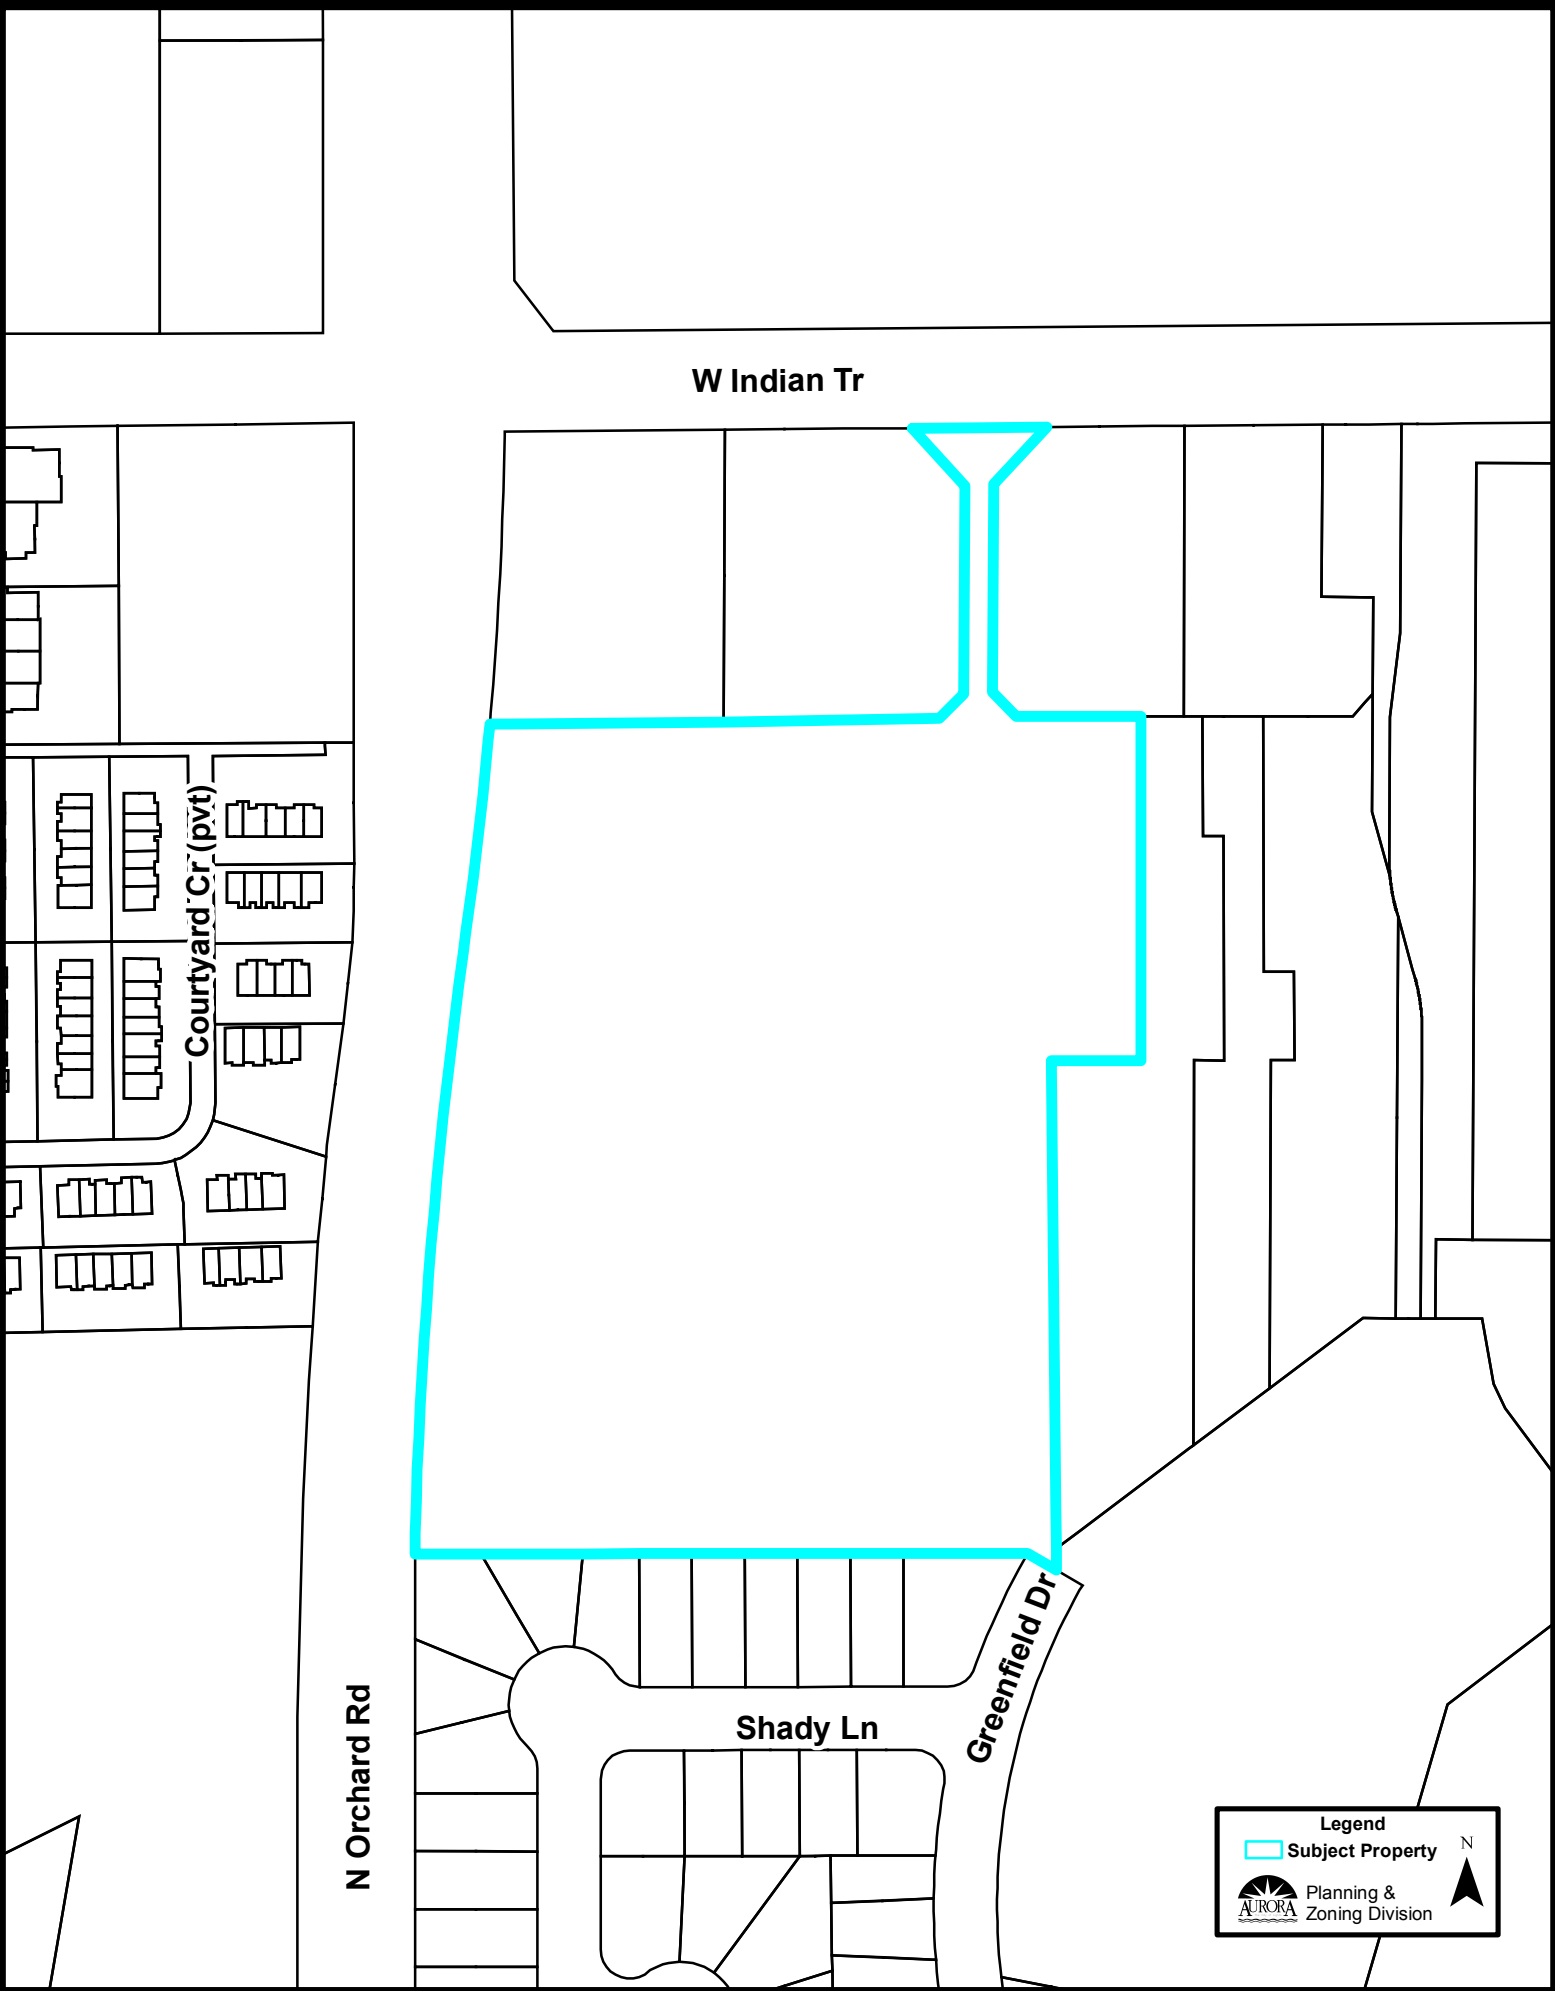 W Indian Tr
Courtyard Cr (pvt)
Greenfield Dr
N Orchard Rd
Shady Ln
Legend
Subject Property
N
AURORA
Planning &
Zoning Division